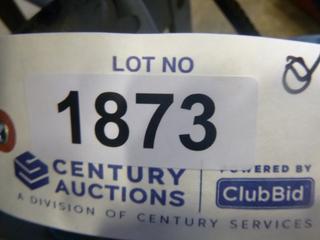 LOT NO
1873
CENTURY
AUCTIONS
POWERED BY
ClubBid
A DIVISION OF CENTURY SERVICES